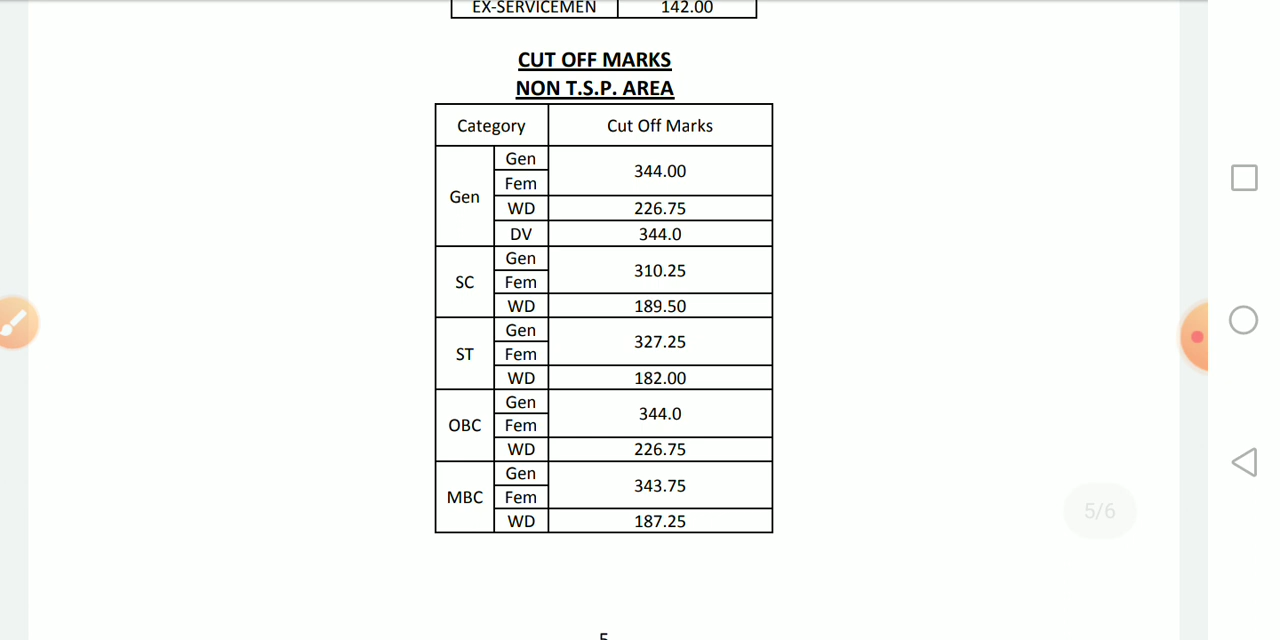 EX-SERVICEMEN 142.00
CUT OFF MARKS
NON T.S.P. AREA
Category Cut Off Marks
Gen Gen 344.00
Fem
WD 226.75
DV 344.0
SC Gen 310.25
Fem
WD 189.50
ST Gen 327.25
Fem
WD 182.00
OBC Gen 344.0
Fem
WD 226.75
MBC Gen 343.75
Fem
WD 187.25
5/6
5